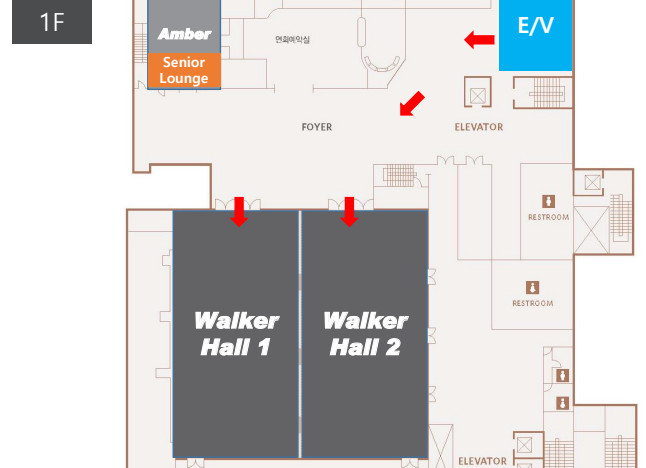 1F
E/V
Amber
연회예약실
Senior
Lounge
FOYER
ELEVATOR
RESTROOM
RESTROOM
Walker
Hall 1
Walker
Hall 2
ELEVATOR